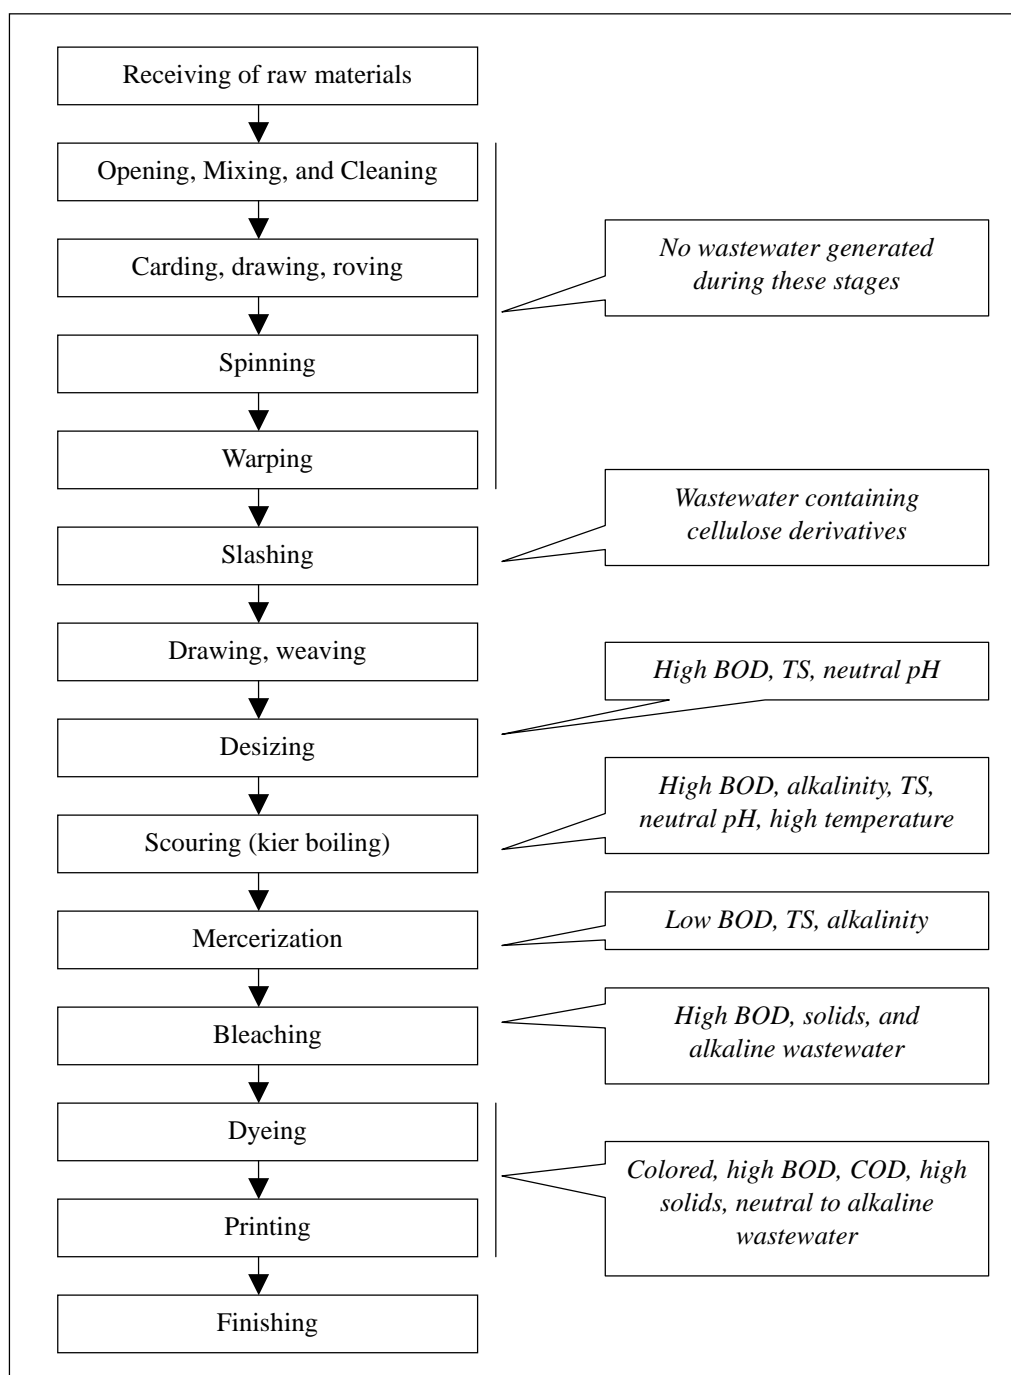 Receiving of raw materials
Opening, Mixing, and Cleaning
Carding, drawing, roving
No wastewater generated
during these stages
Spinning
Warping
Wastewater containing
cellulose derivatives
Slashing
Drawing, weaving
High BOD, TS, neutral pH
Desizing
High BOD, alkalinity, TS,
neutral pH, high temperature
Scouring (kier boiling)
Low BOD, TS, alkalinity
Mercerization
High BOD, solids, and
alkaline wastewater
Bleaching
Dyeing
Colored, high BOD, COD, high
solids, neutral to alkaline
wastewater
Printing
Finishing